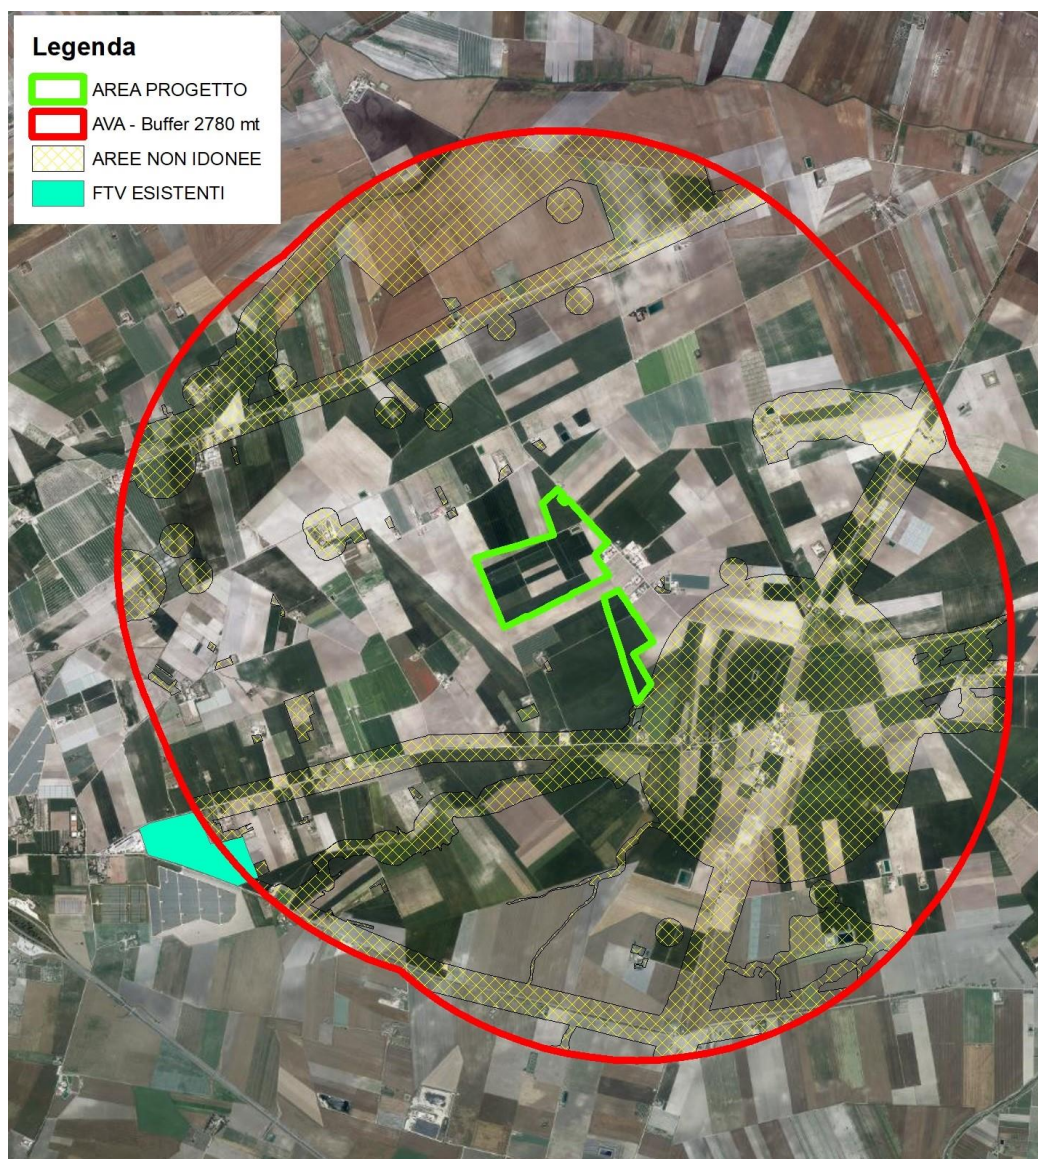 Legenda
AREA PROGETTO
AVA - Buffer 2780 mt
AREE NON IDONEE
FTV ESISTENTI